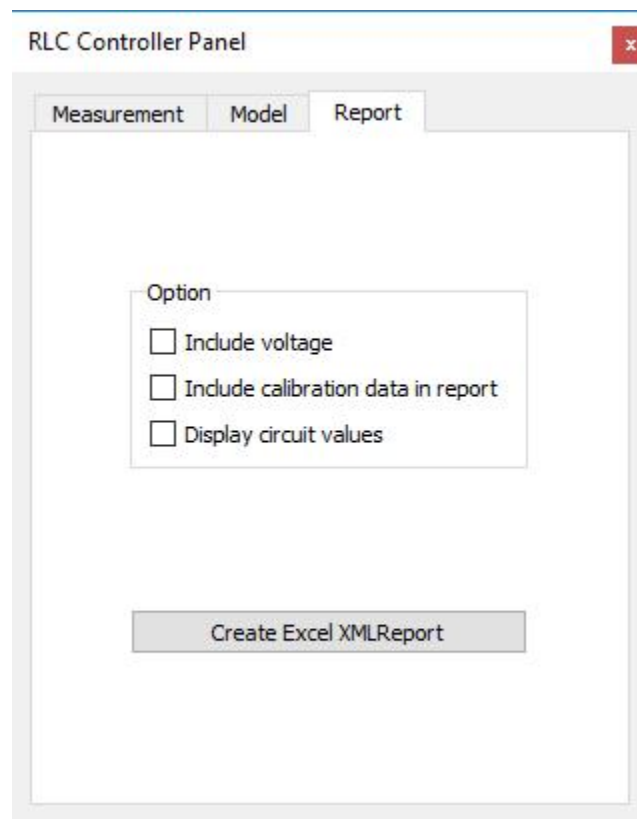 RLC Controller Panel
x
Measurement Model Report
Option
Include voltage
Include calibration data in report
Display circuit values
Create Excel XMLReport